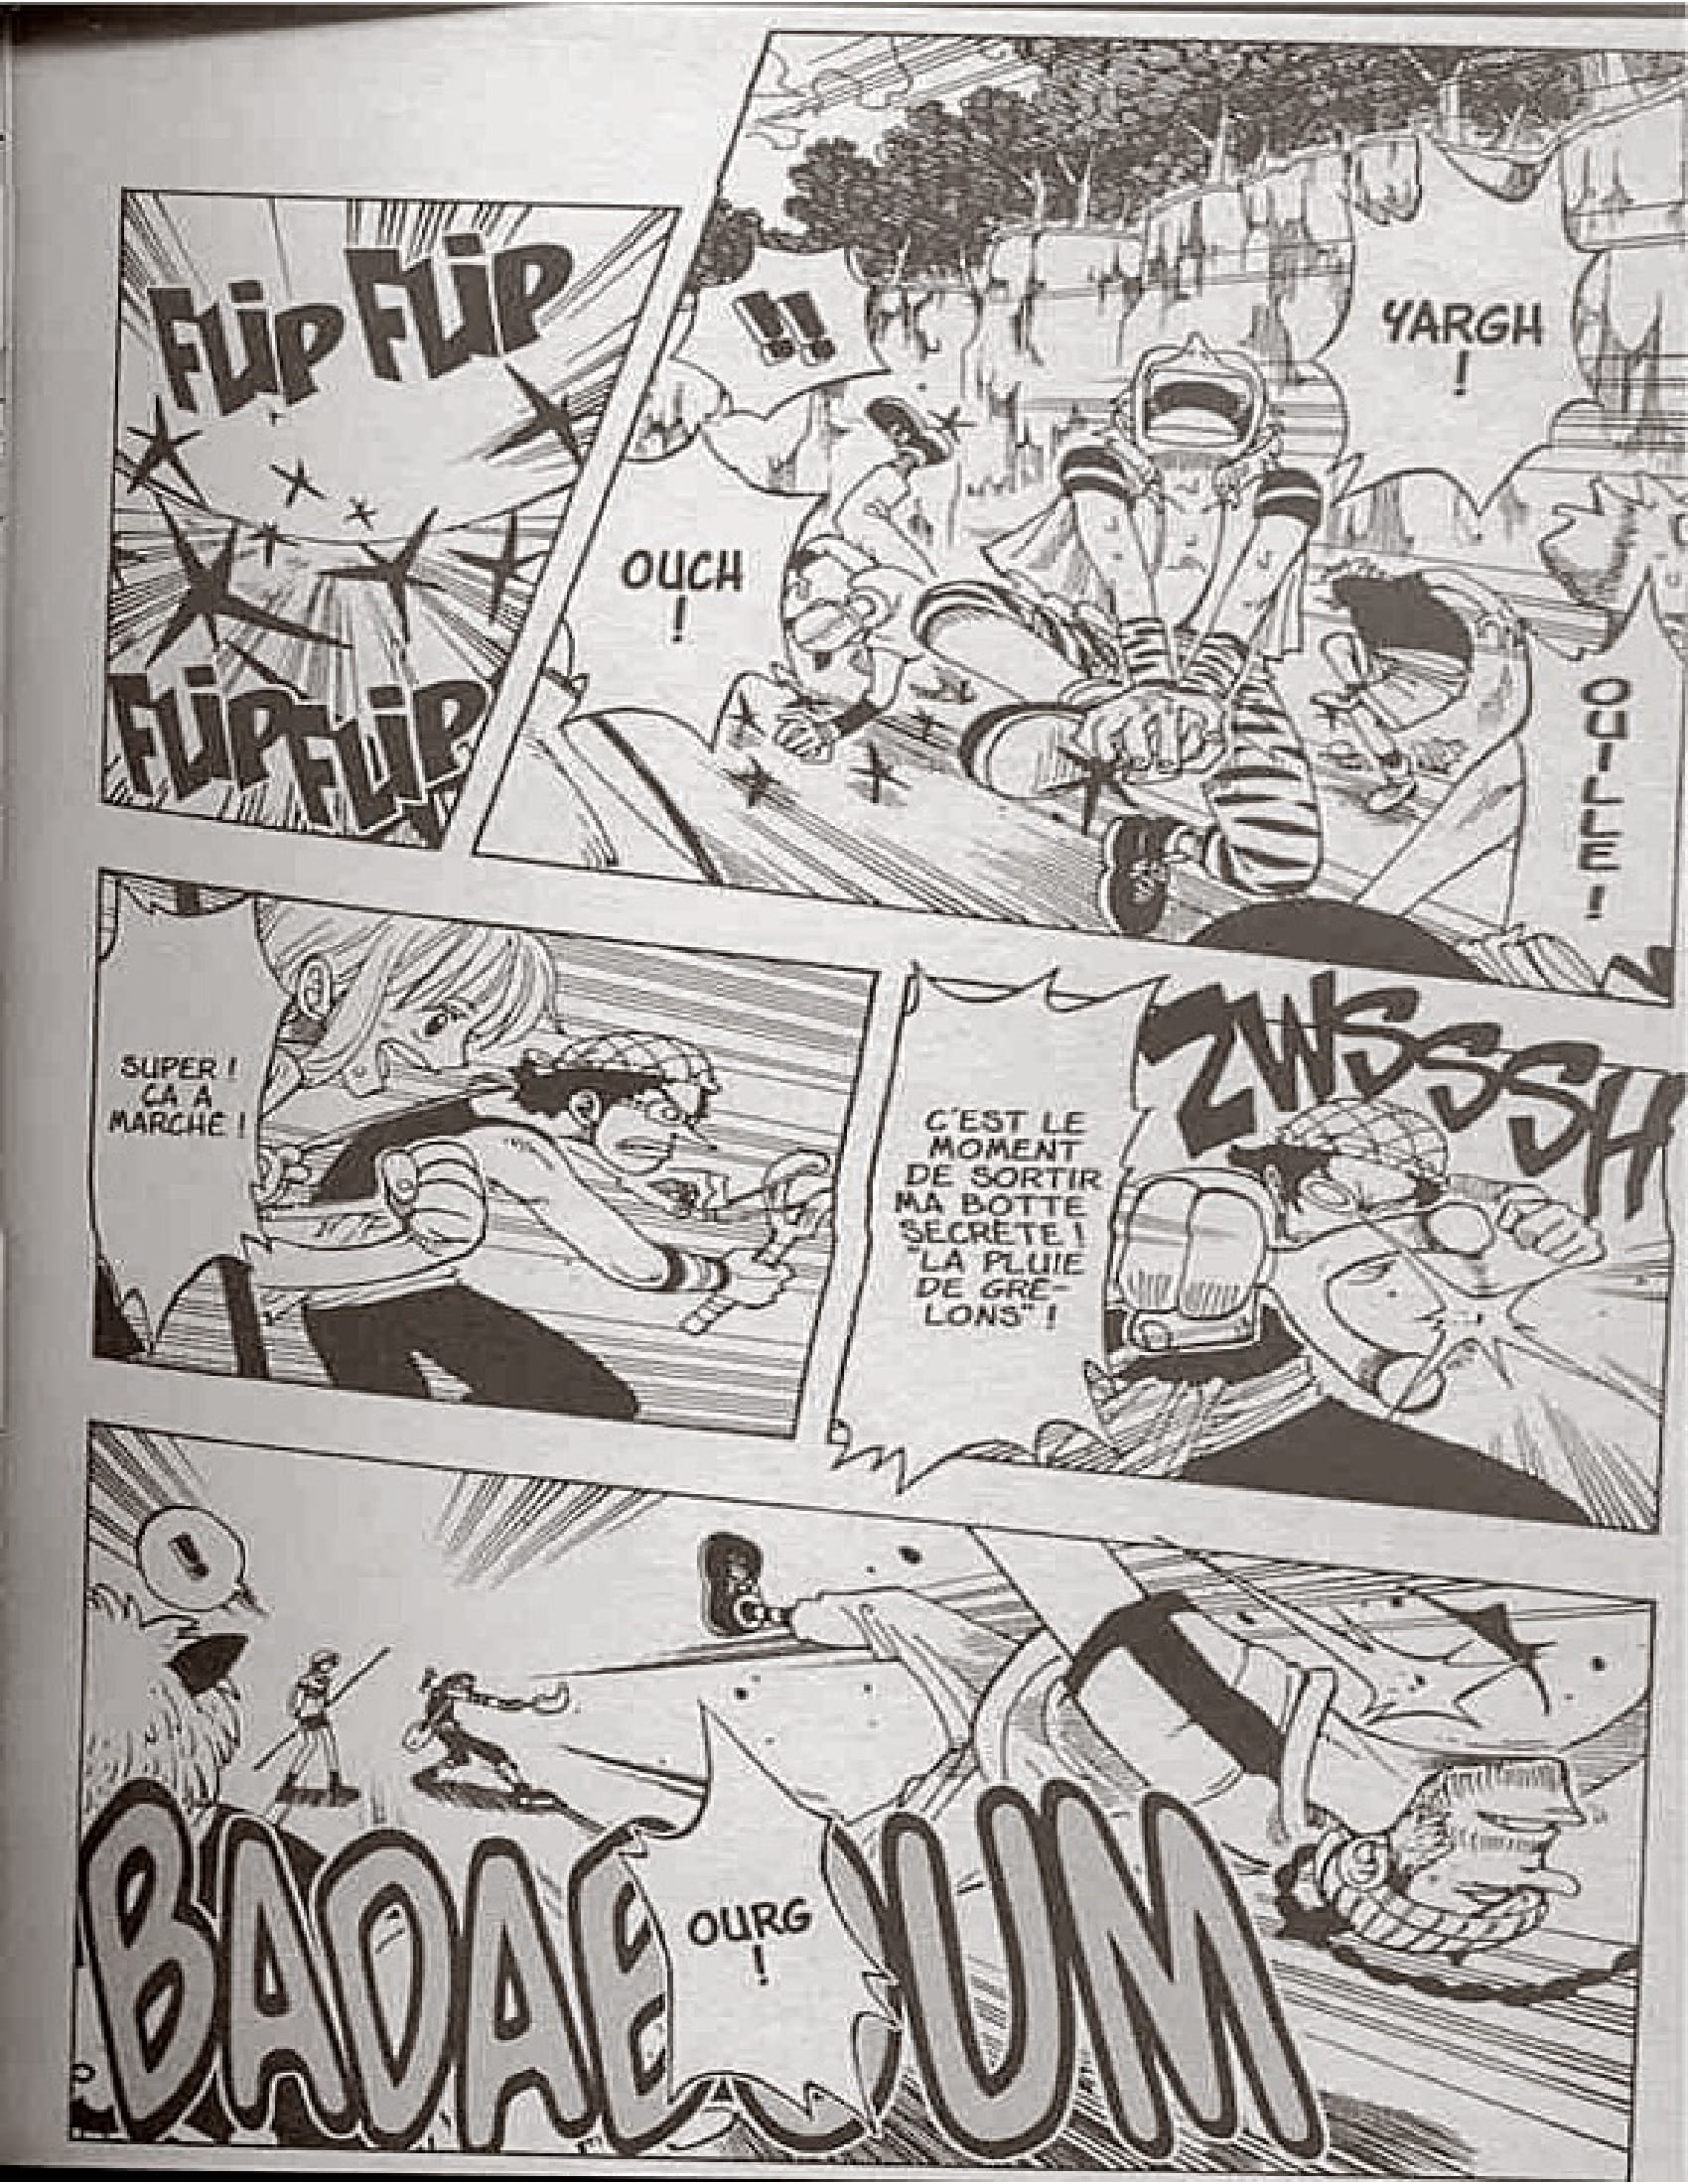 FLIP FLIP
FLIP FLIP
!!
YARGH
!
OUCH
!
OUILLE !
SUPER !
ÇA A
MARCHÉ !
C'EST LE
MOMENT
DE SORTIR
MA BOTTE
SECRÈTE !
"LA PLUIE
DE GRÊ-
LONS" !
ZWSSSH
!!
OURG
!
UM